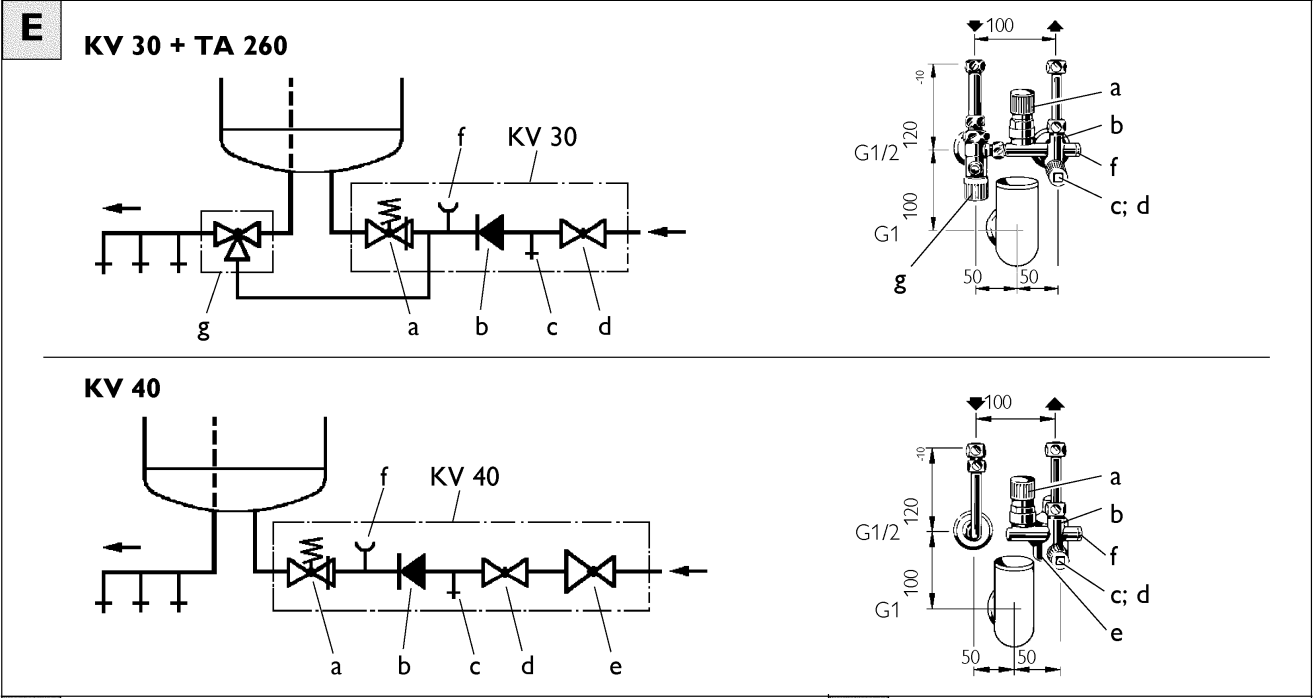 E
KV 30 + TA 260
f KV 30
g a b c d
100
-10
120
G1/2
100
G1
50 50
a
b
f
c; d
g
KV 40
f KV 40
a b c d e
100
-10
120
G1/2
100
G1
50 50
a
b
f
c; d
e